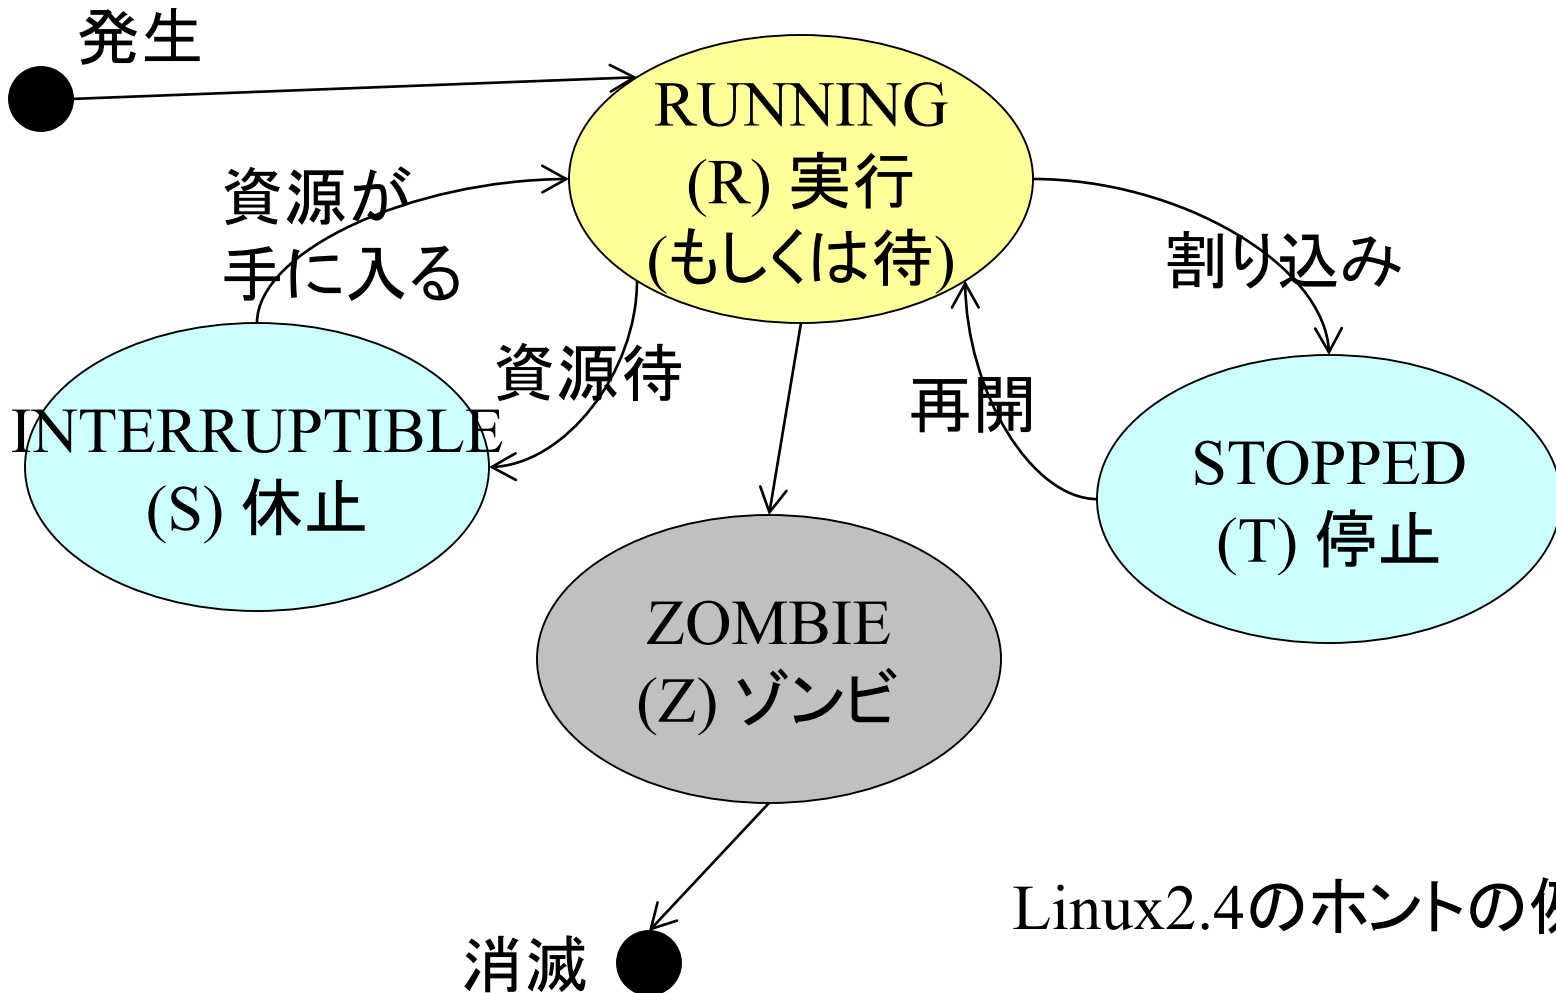 発生
RUNNING
(R) 実行
(もしくは待)
資源が
手に入る
割り込み
資源待
再開
INTERRUPTIBLE
(S) 休止
STOPPED
(T) 停止
ZOMBIE
(Z) ゾンビ
Linux2.4のホントの
消滅